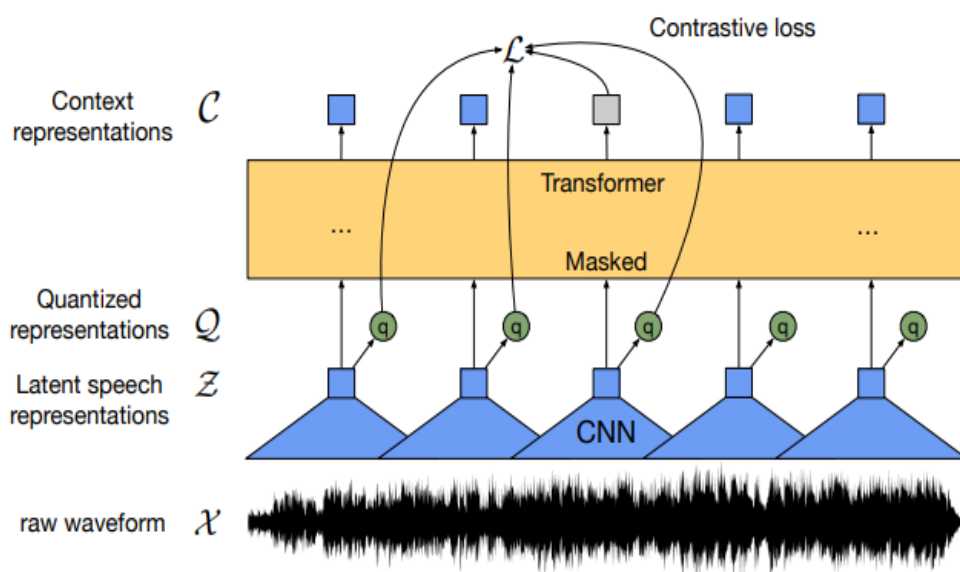 Contrastive loss
ℒ
Context
representations
𝒞
Transformer
... ...
Masked
Quantized
representations
𝒬
q q q q q
Latent speech
representations
𝒵
CNN
raw waveform
𝒳